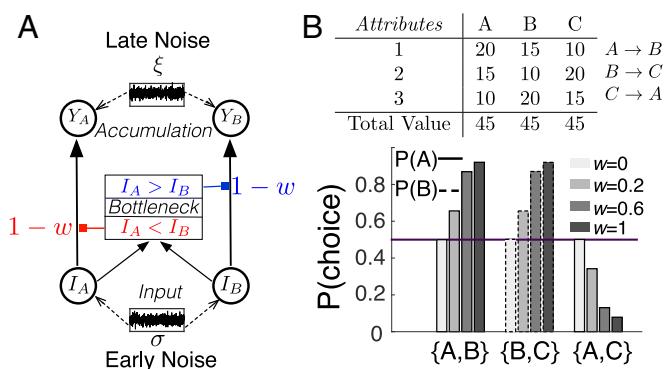 A
Late Noise
ξ
Y_A Y_B
Accumulation
I_A > I_B
1 − w
Bottleneck
1 − w
I_A < I_B
I_A I_B
Input
σ
Early Noise
B
Attributes A B C
1 20 15 10 A → B
2 15 10 20 B → C
3 10 20 15 C → A
Total Value 45 45 45
P(choice)
0.8
0.6
0.4
0.2
0
P(A)
P(B)
w=0
w=0.2
w=0.6
w=1
{A,B} {B,C} {A,C}